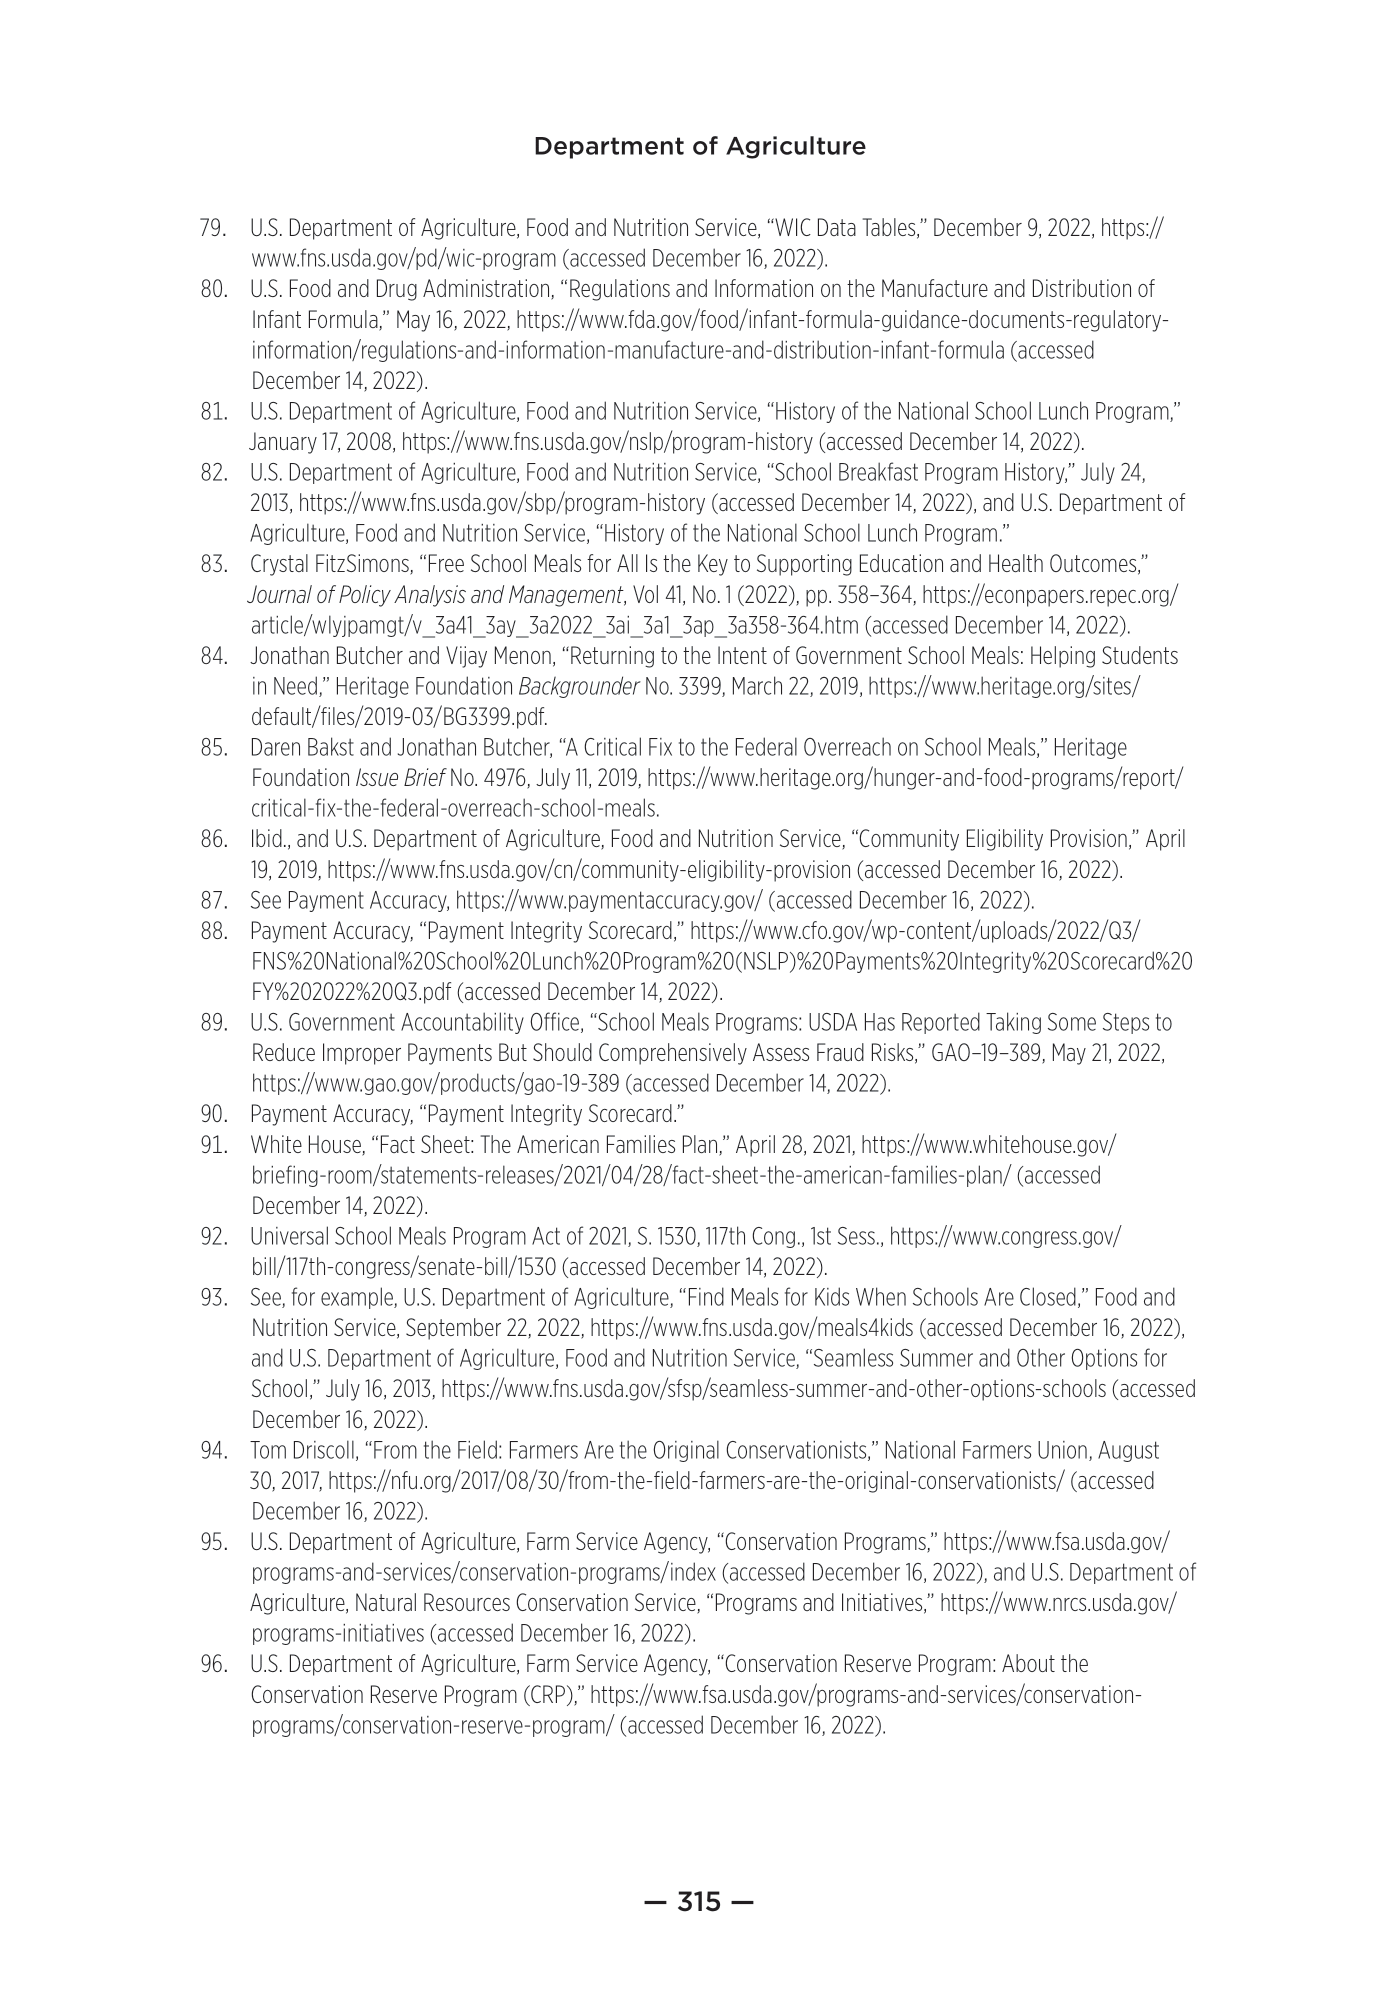 Department of Agriculture
79. U.S. Department of Agriculture, Food and Nutrition Service, “WIC Data Tables,” December 9, 2022, https://
www.fns.usda.gov/pd/wic-program (accessed December 16, 2022).
80. U.S. Food and Drug Administration, “Regulations and Information on the Manufacture and Distribution of
Infant Formula,” May 16, 2022, https://www.fda.gov/food/infant-formula-guidance-documents-regulatory-
information/regulations-and-information-manufacture-and-distribution-infant-formula (accessed
December 14, 2022).
81. U.S. Department of Agriculture, Food and Nutrition Service, “History of the National School Lunch Program,”
January 17, 2008, https://www.fns.usda.gov/nslp/program-history (accessed December 14, 2022).
82. U.S. Department of Agriculture, Food and Nutrition Service, “School Breakfast Program History,” July 24,
2013, https://www.fns.usda.gov/sbp/program-history (accessed December 14, 2022), and U.S. Department of
Agriculture, Food and Nutrition Service, “History of the National School Lunch Program.”
83. Crystal FitzSimons, “Free School Meals for All Is the Key to Supporting Education and Health Outcomes,”
Journal of Policy Analysis and Management, Vol 41, No. 1 (2022), pp. 358–364, https://econpapers.repec.org/
article/wlyjpamgt/v_3a41_3ay_3a2022_3ai_3a1_3ap_3a358-364.htm (accessed December 14, 2022).
84. Jonathan Butcher and Vijay Menon, “Returning to the Intent of Government School Meals: Helping Students
in Need,” Heritage Foundation Backgrounder No. 3399, March 22, 2019, https://www.heritage.org/sites/
default/files/2019-03/BG3399.pdf.
85. Daren Bakst and Jonathan Butcher, “A Critical Fix to the Federal Overreach on School Meals,” Heritage
Foundation Issue Brief No. 4976, July 11, 2019, https://www.heritage.org/hunger-and-food-programs/report/
critical-fix-the-federal-overreach-school-meals.
86. Ibid., and U.S. Department of Agriculture, Food and Nutrition Service, “Community Eligibility Provision,” April
19, 2019, https://www.fns.usda.gov/cn/community-eligibility-provision (accessed December 16, 2022).
87. See Payment Accuracy, https://www.paymentaccuracy.gov/ (accessed December 16, 2022).
88. Payment Accuracy, “Payment Integrity Scorecard,” https://www.cfo.gov/wp-content/uploads/2022/Q3/
FNS%20National%20School%20Lunch%20Program%20(NSLP)%20Payments%20Integrity%20Scorecard%20
FY%202022%20Q3.pdf (accessed December 14, 2022).
89. U.S. Government Accountability Office, “School Meals Programs: USDA Has Reported Taking Some Steps to
Reduce Improper Payments But Should Comprehensively Assess Fraud Risks,” GAO–19–389, May 21, 2022,
https://www.gao.gov/products/gao-19-389 (accessed December 14, 2022).
90. Payment Accuracy, “Payment Integrity Scorecard.”
91. White House, “Fact Sheet: The American Families Plan,” April 28, 2021, https://www.whitehouse.gov/
briefing-room/statements-releases/2021/04/28/fact-sheet-the-american-families-plan/ (accessed
December 14, 2022).
92. Universal School Meals Program Act of 2021, S. 1530, 117th Cong., 1st Sess., https://www.congress.gov/
bill/117th-congress/senate-bill/1530 (accessed December 14, 2022).
93. See, for example, U.S. Department of Agriculture, “Find Meals for Kids When Schools Are Closed,” Food and
Nutrition Service, September 22, 2022, https://www.fns.usda.gov/meals4kids (accessed December 16, 2022),
and U.S. Department of Agriculture, Food and Nutrition Service, “Seamless Summer and Other Options for
School,” July 16, 2013, https://www.fns.usda.gov/sfsp/seamless-summer-and-other-options-schools (accessed
December 16, 2022).
94. Tom Driscoll, “From the Field: Farmers Are the Original Conservationists,” National Farmers Union, August
30, 2017, https://nfu.org/2017/08/30/from-the-field-farmers-are-the-original-conservationists/ (accessed
December 16, 2022).
95. U.S. Department of Agriculture, Farm Service Agency, “Conservation Programs,” https://www.fsa.usda.gov/
programs-and-services/conservation-programs/index (accessed December 16, 2022), and U.S. Department of
Agriculture, Natural Resources Conservation Service, “Programs and Initiatives,” https://www.nrcs.usda.gov/
programs-initiatives (accessed December 16, 2022).
96. U.S. Department of Agriculture, Farm Service Agency, “Conservation Reserve Program: About the
Conservation Reserve Program (CRP),” https://www.fsa.usda.gov/programs-and-services/conservation-
programs/conservation-reserve-program/ (accessed December 16, 2022).
— 315 —